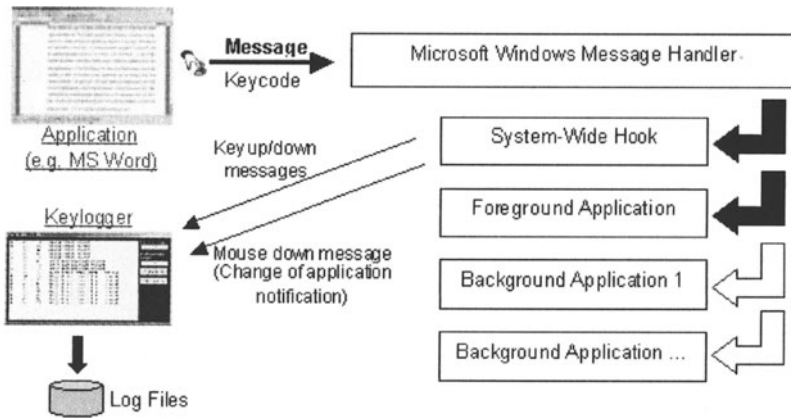 Message
Keycode
Microsoft Windows Message Handler
Application
(e.g. MS Word)
Key up/down
messages
System-Wide Hook
Keylogger
Foreground Application
Mouse down message
(Change of application
notification)
Background Application 1
Background Application ...
Log Files